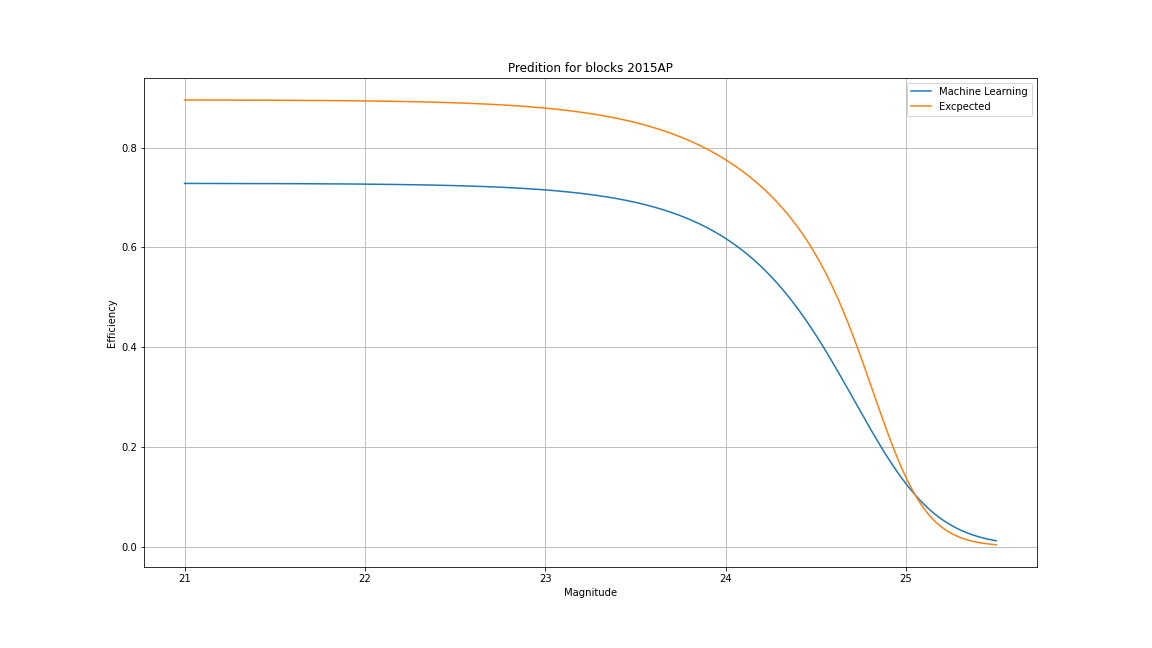 Predition for blocks 2015AP
Machine Learning
Excpected
0.8
0.6
0.4
0.2
0.0
Efficiency
21 22 23 24 25
Magnitude